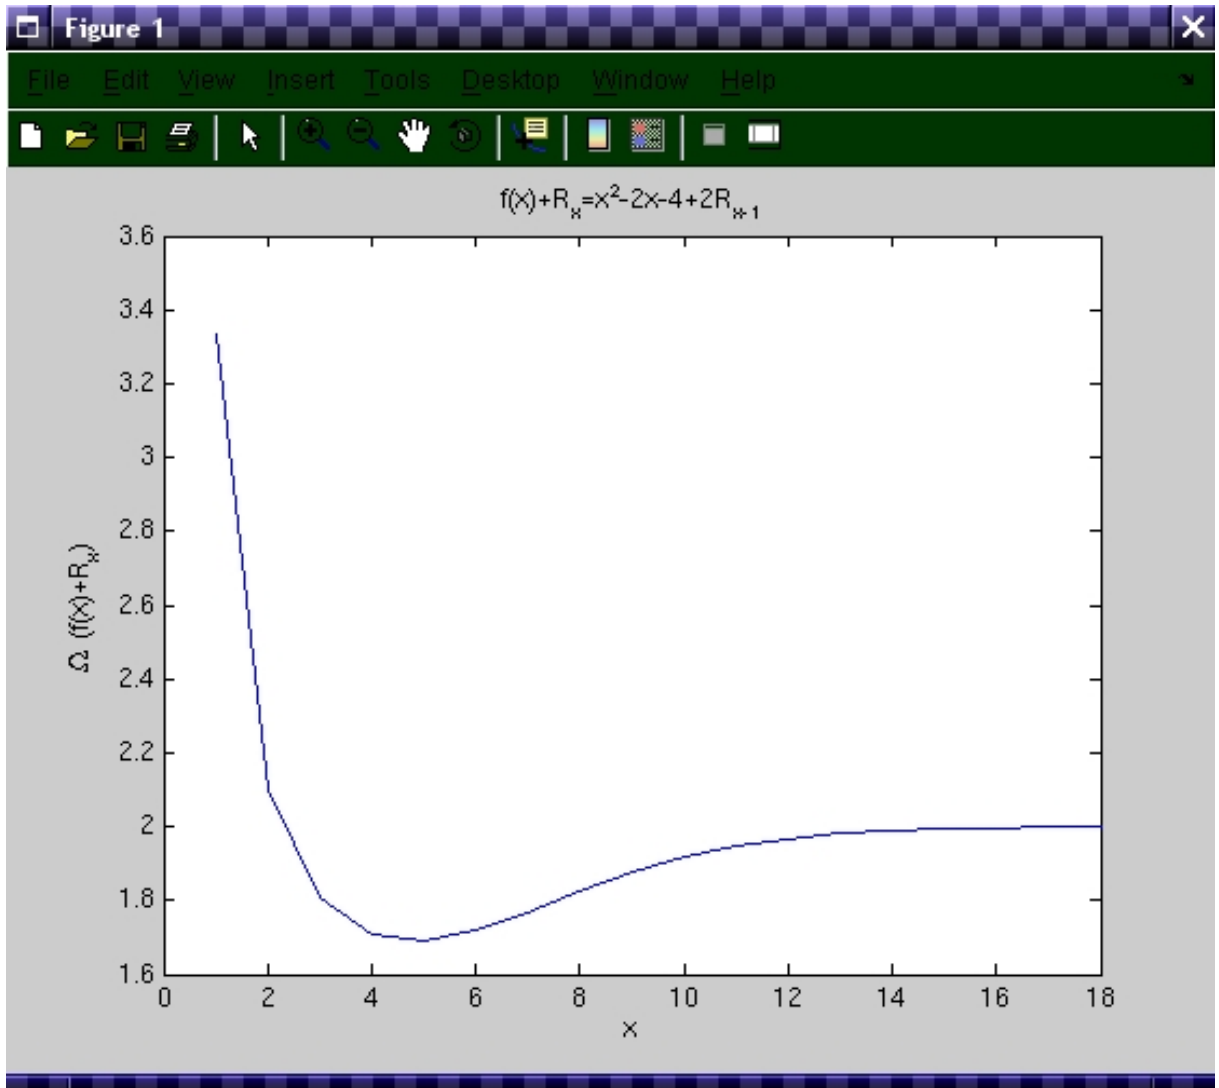 Figure 1
File Edit View Insert Tools Desktop Window Help
f(x)+Rₓ=x²-2x-4+2Rₓ₋₁
3.6
3.4
3.2
3
2.8
2.6
2.4
2.2
2
1.8
1.6
Ω (f(x)+Rₓ)
0 2 4 6 8 10 12 14 16 18
x